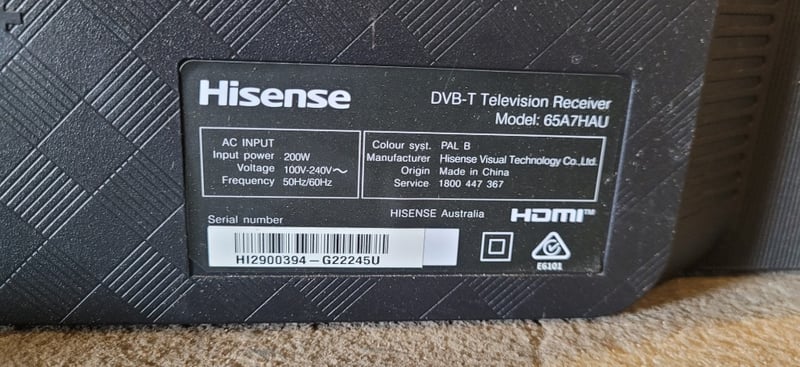 Hisense
DVB-T Television Receiver
Model: 65A7HAU
AC INPUT
Input power 200W
Voltage 100V-240V～
Frequency 50Hz/60Hz
Colour syst. PAL B
Manufacturer Hisense Visual Technology Co.,Ltd.
Origin Made in China
Service 1800 447 367
Serial number
HISENSE Australia
HDMI™
HI2900394-G22245U
E6101